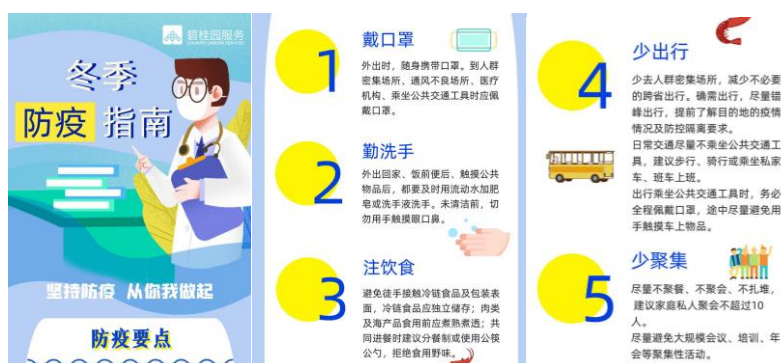 碧桂园服务
COUNTRY GARDEN SERVICES
冬季
防疫 指南
坚持防疫 从你我做起
防疫要点
1
戴口罩
外出时，随身携带口罩。到人群
密集场所、通风不良场所、医疗
机构、乘坐公共交通工具时应佩
戴口罩。
2
勤洗手
外出回家、饭前便后、触摸公共
物品后，都要及时用流动水加肥
皂或洗手液洗手。未清洁前，切
勿用手触摸眼口鼻。
3
注饮食
避免徒手接触冷链食品及包装表
面，冷链食品应独立储存；肉类
及海产品食用前应煮熟煮透；共
同进餐时建议分餐制或使用公筷
公勺，拒绝食用野味。
4
少出行
少去人群密集场所，减少不必要
的跨省出行。确需出行，尽量错
峰出行，提前了解目的地的疫情
情况及防控隔离要求。
日常交通尽量不乘坐公共交通工
具，建议步行、骑行或乘坐私家
车、班车上班。
出行乘坐公共交通工具时，务必
全程佩戴口罩，途中尽量避免用
手触摸车上物品。
5
少聚集
尽量不聚餐、不聚会、不扎堆，
建议家庭私人聚会不超过10
人。
尽量避免大规模会议、培训、年
会等聚集性活动。